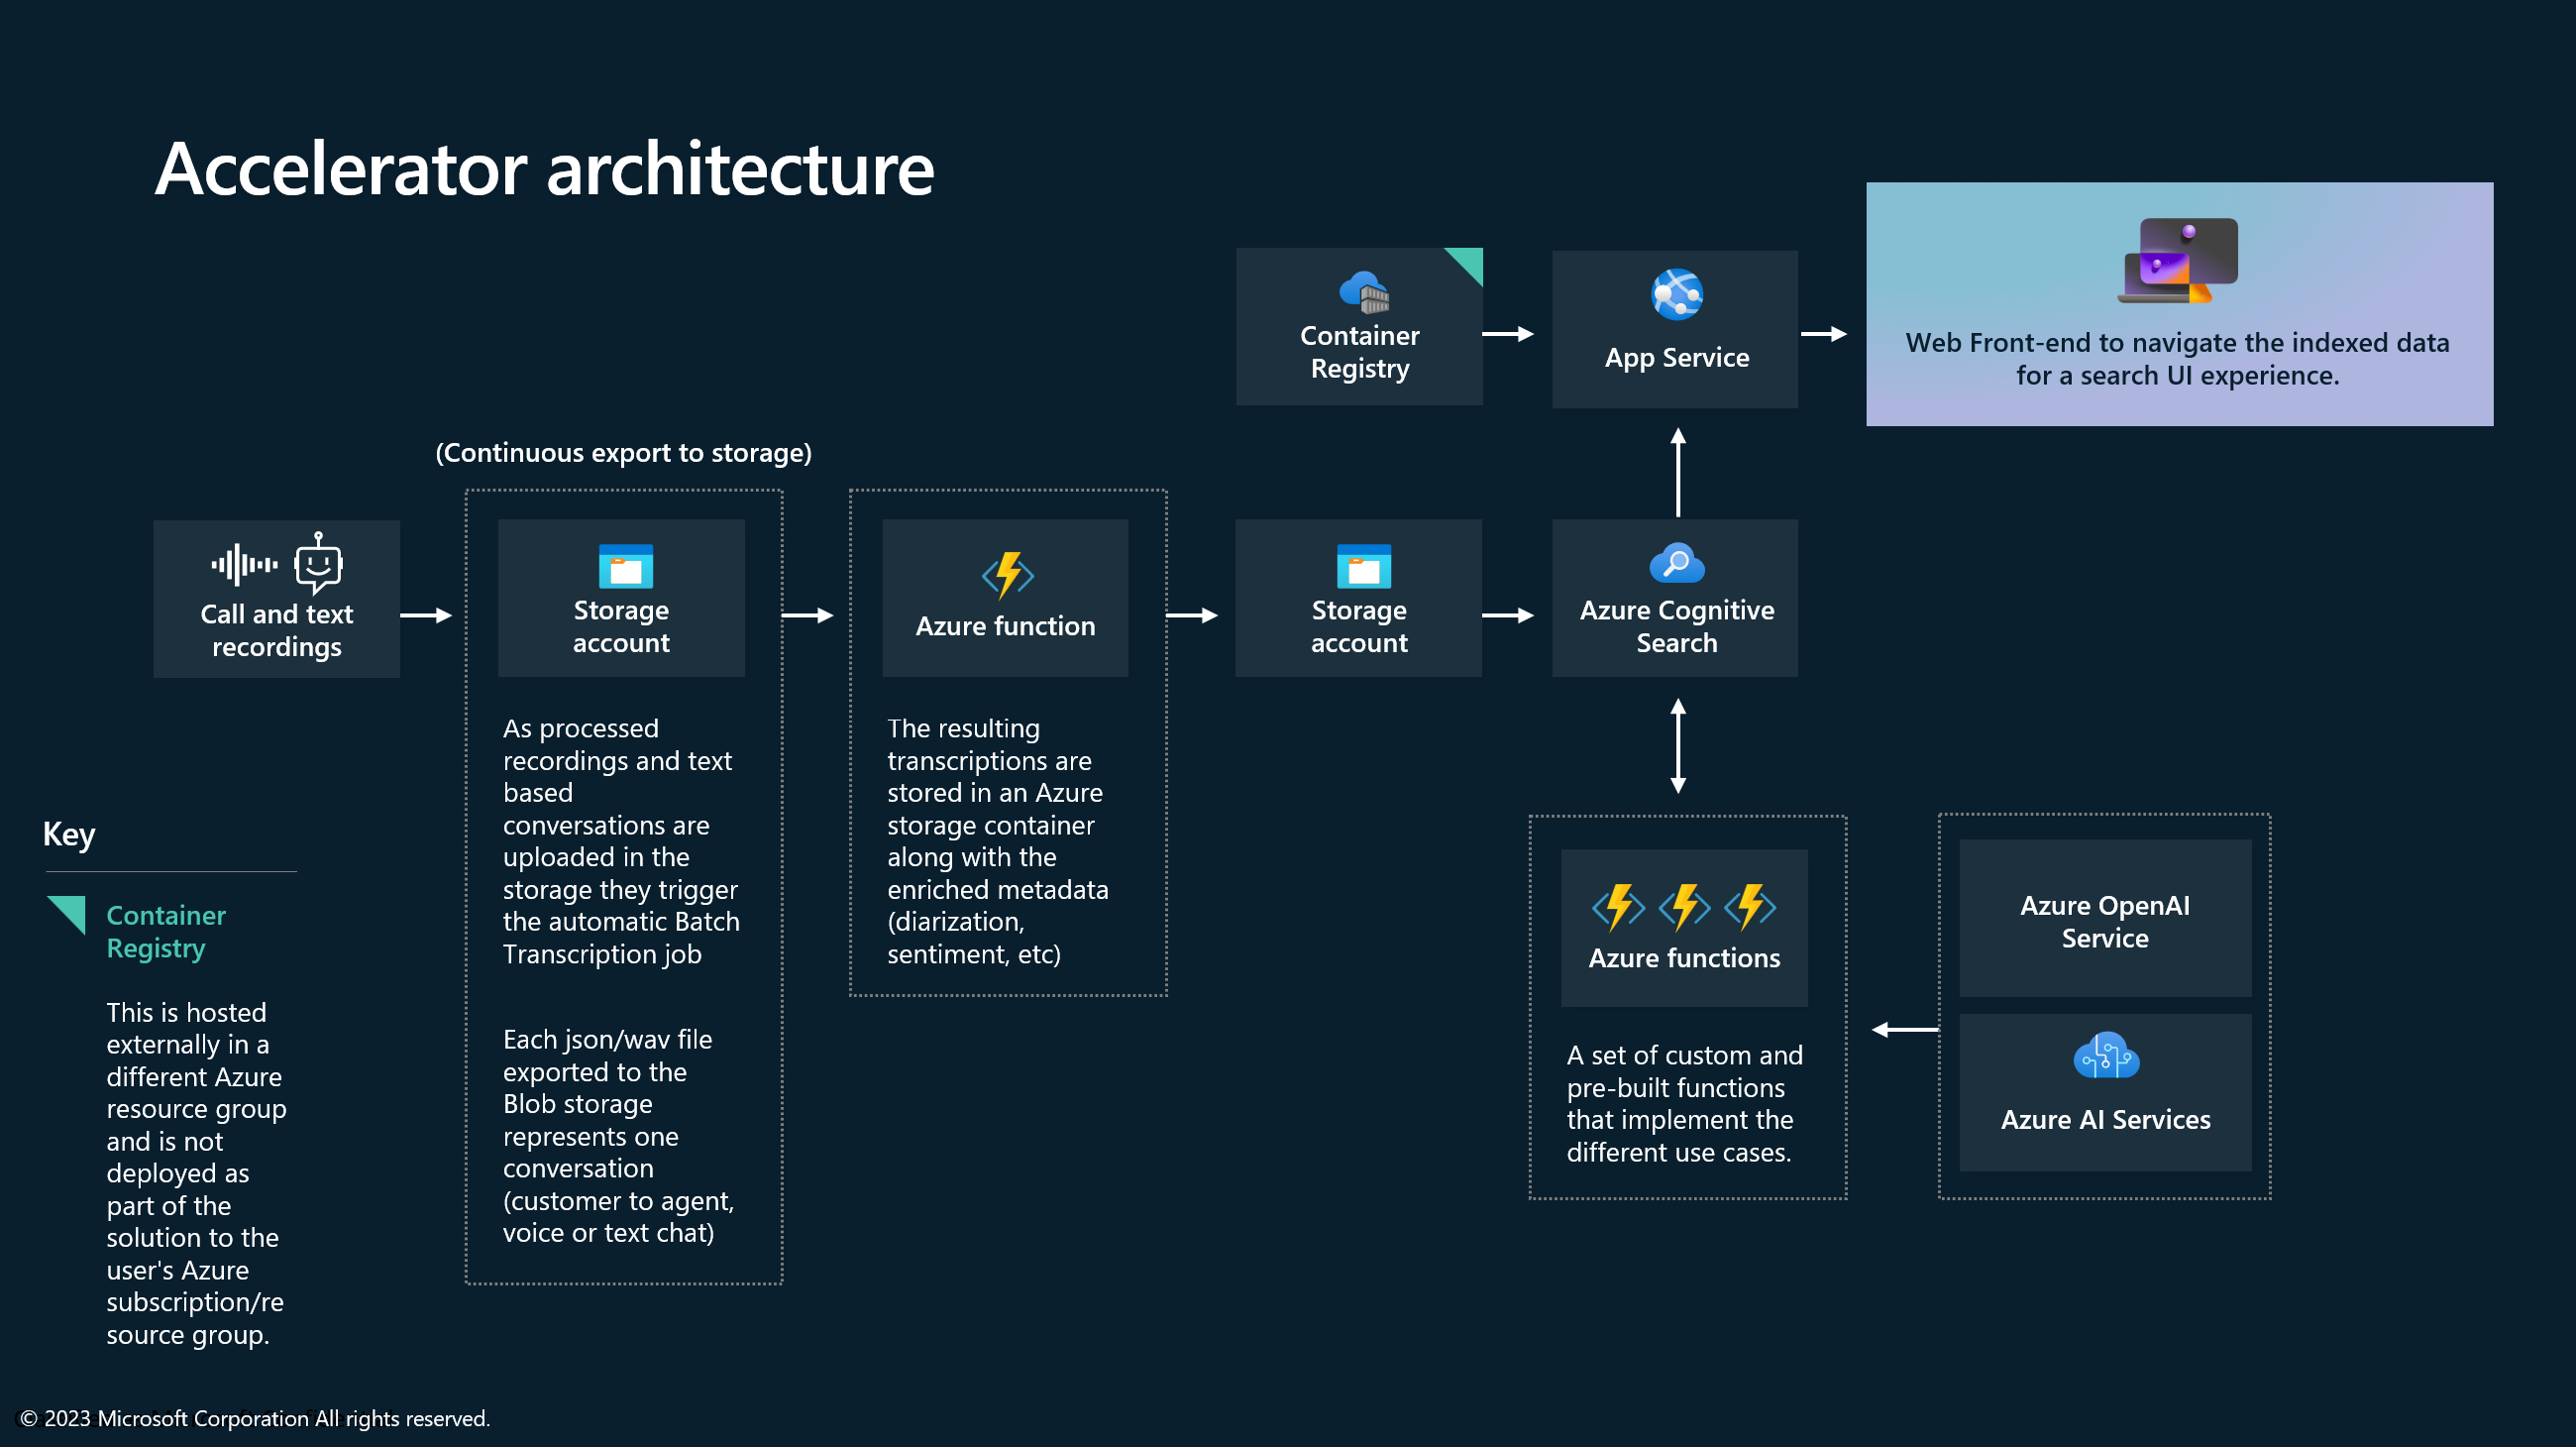 Accelerator architecture
Container
Registry
App Service
Web Front-end to navigate the indexed data
for a search UI experience.
(Continuous export to storage)
Call and text
recordings
Storage
account
Azure function
Storage
account
Azure Cognitive
Search
As processed
recordings and text
based
conversations are
uploaded in the
storage they trigger
the automatic Batch
Transcription job
Each json/wav file
exported to the
Blob storage
represents one
conversation
(customer to agent,
voice or text chat)
The resulting
transcriptions are
stored in an Azure
storage container
along with the
enriched metadata
(diarization,
sentiment, etc)
Azure functions
A set of custom and
pre-built functions
that implement the
different use cases.
Azure OpenAI
Service
Azure AI Services
Key
Container
Registry
This is hosted
externally in a
different Azure
resource group
and is not
deployed as
part of the
solution to the
user's Azure
subscription/re
source group.
© 2023 Microsoft Corporation All rights reserved.